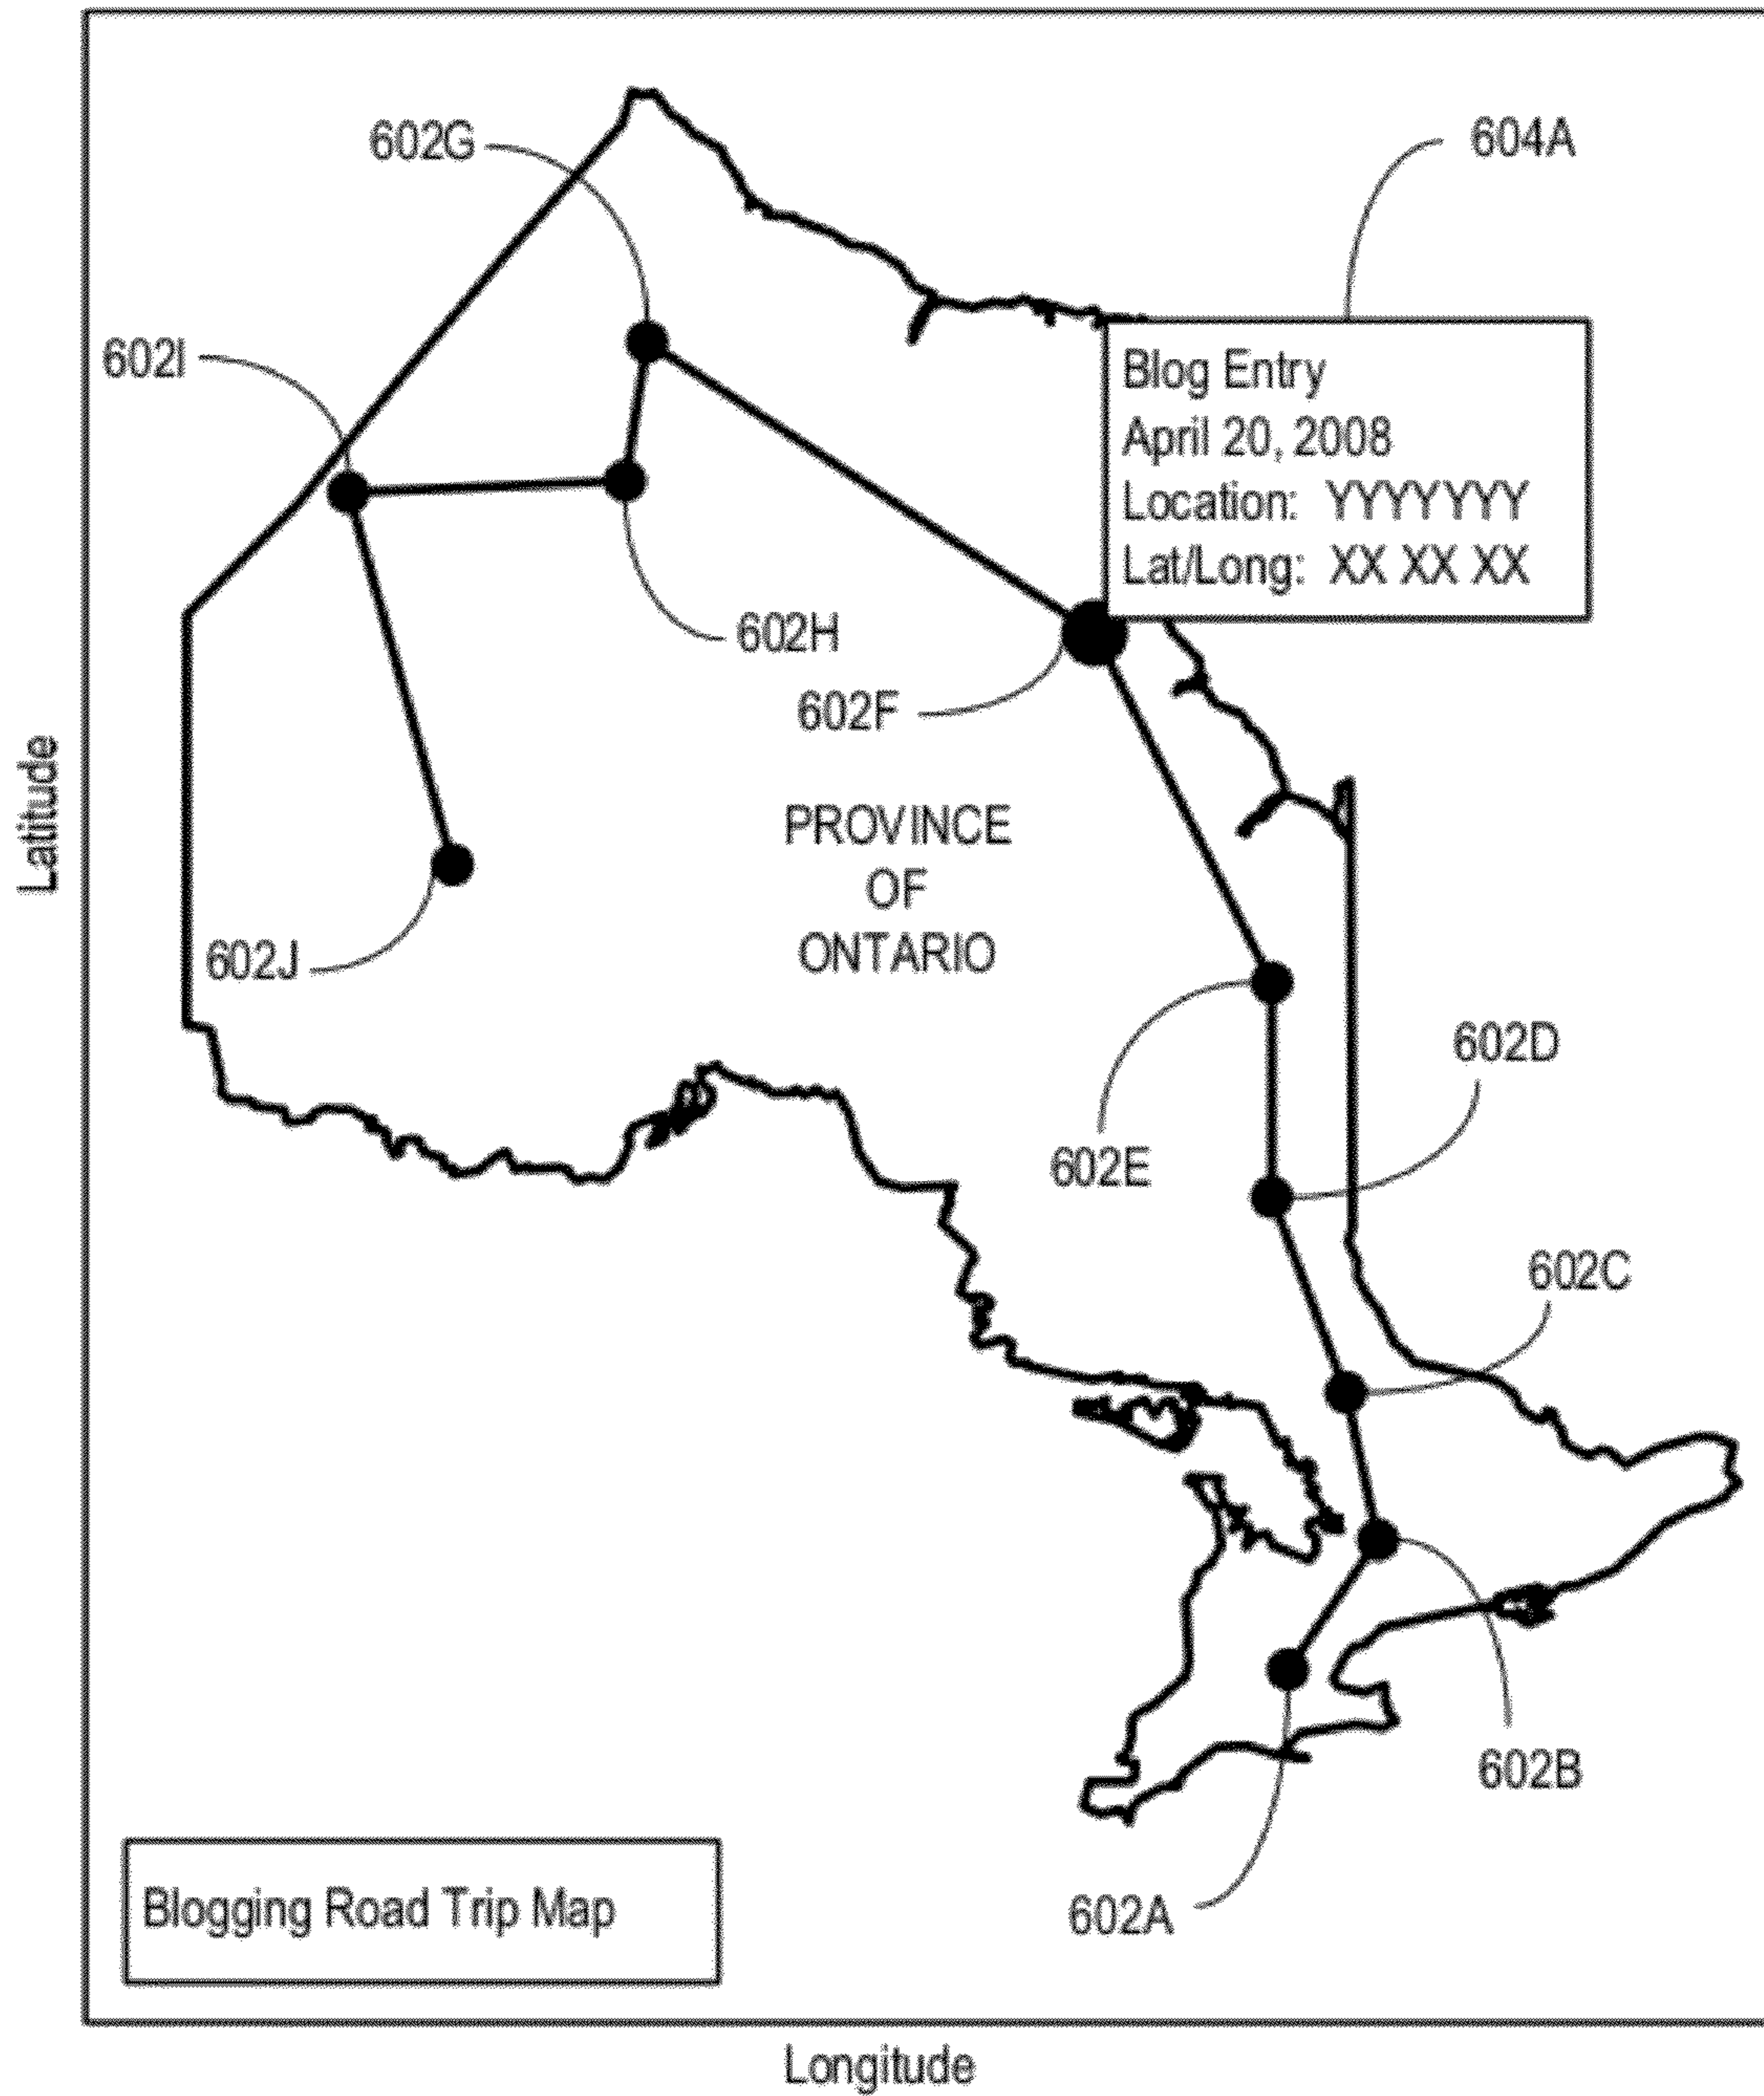 602G
604A
602I
Blog Entry
April 20, 2008
Location: YYYYYYY
Lat/Long: XX XX XX
602H
602F
Latitude
PROVINCE
OF
ONTARIO
602J
602D
602E
602C
602B
602A
Blogging Road Trip Map
Longitude